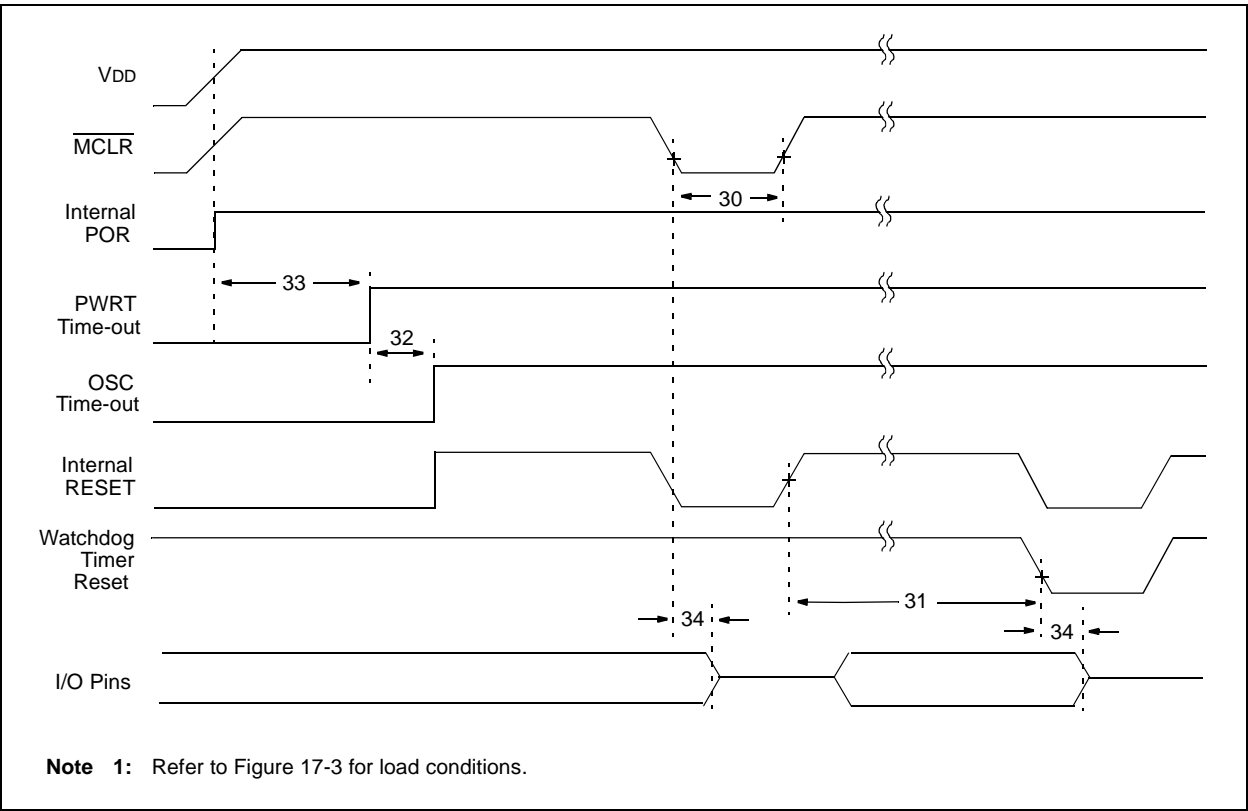 VDD
MCLR
30
Internal
POR
33
PWRT
Time-out
32
OSC
Time-out
Internal
RESET
Watchdog
Timer
Reset
31
34
34
I/O Pins
Note 1: Refer to Figure 17-3 for load conditions.